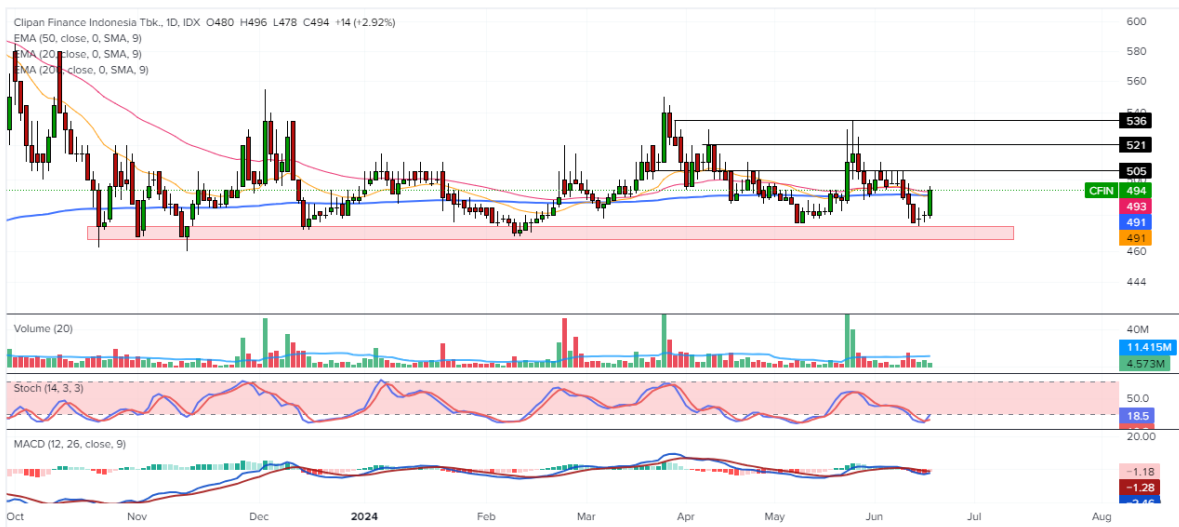 Clipan Finance Indonesia Tbk., 1D, IDX O480 H496 L478 C494 +14 (+2.92%)
EMA (50, close, 0, SMA, 9)
EMA (20, close, 0, SMA, 9)
EMA (200, close, 0, SMA, 9)
600
580
560
540
536
521
505
CFIN 494
493
491
491
460
444
Volume (20)
40M
11.415M
4.573M
Stoch (14, 3, 3)
50.0
18.5
MACD (12, 26, close, 9)
20.00
−1.18
−1.28
Oct Nov Dec 2024 Feb Mar Apr May Jun Jul Aug